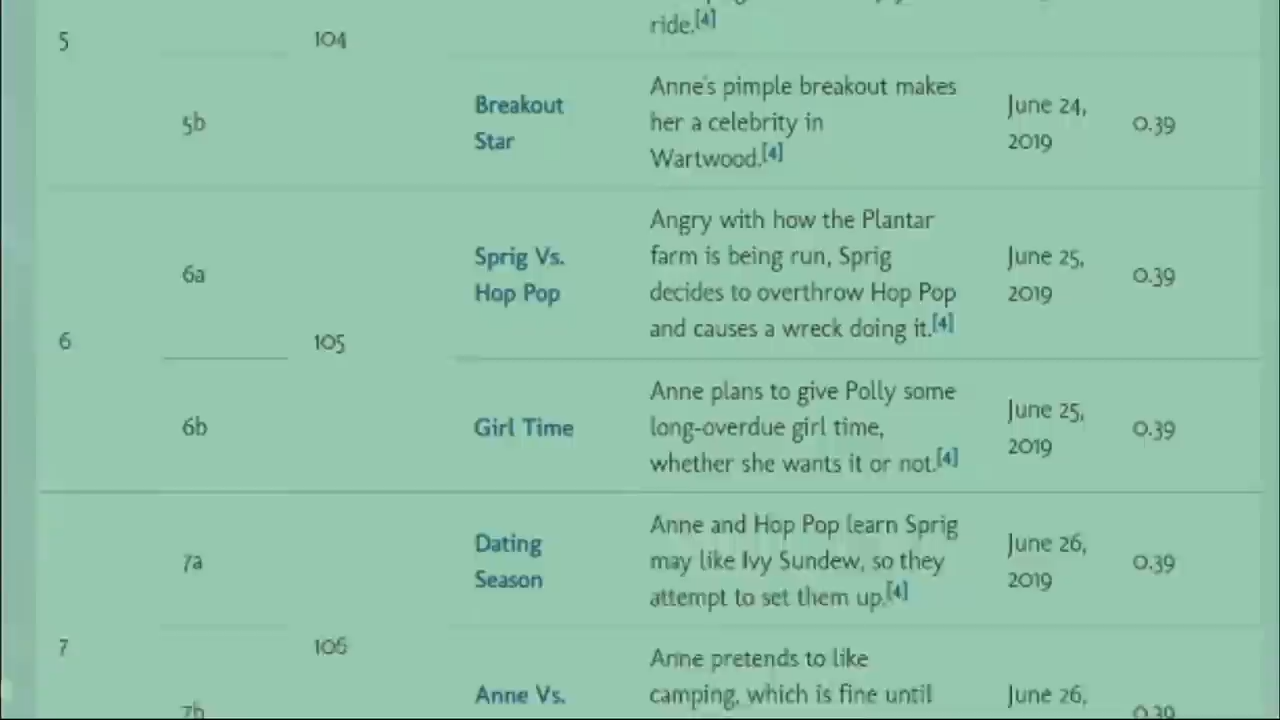 ride.[4]
5
104
Breakout
Star
Anne's pimple breakout makes
her a celebrity in
Wartwood.[4]
June 24,
2019
5b
0.39
6a
Sprig Vs.
Hop Pop
Angry with how the Plantar
farm is being run, Sprig
decides to overthrow Hop Pop
and causes a wreck doing it.[4]
June 25,
2019
0.39
6
105
6b
Girl Time
Anne plans to give Polly some
long-overdue girl time,
whether she wants it or not.[4]
June 25,
2019
0.39
7a
Dating
Season
Anne and Hop Pop learn Sprig
may like Ivy Sundew, so they
attempt to set them up.[4]
June 26,
2019
0.39
7
106
7b
Anne Vs.
Anne pretends to like
camping, which is fine until
June 26,
0.39